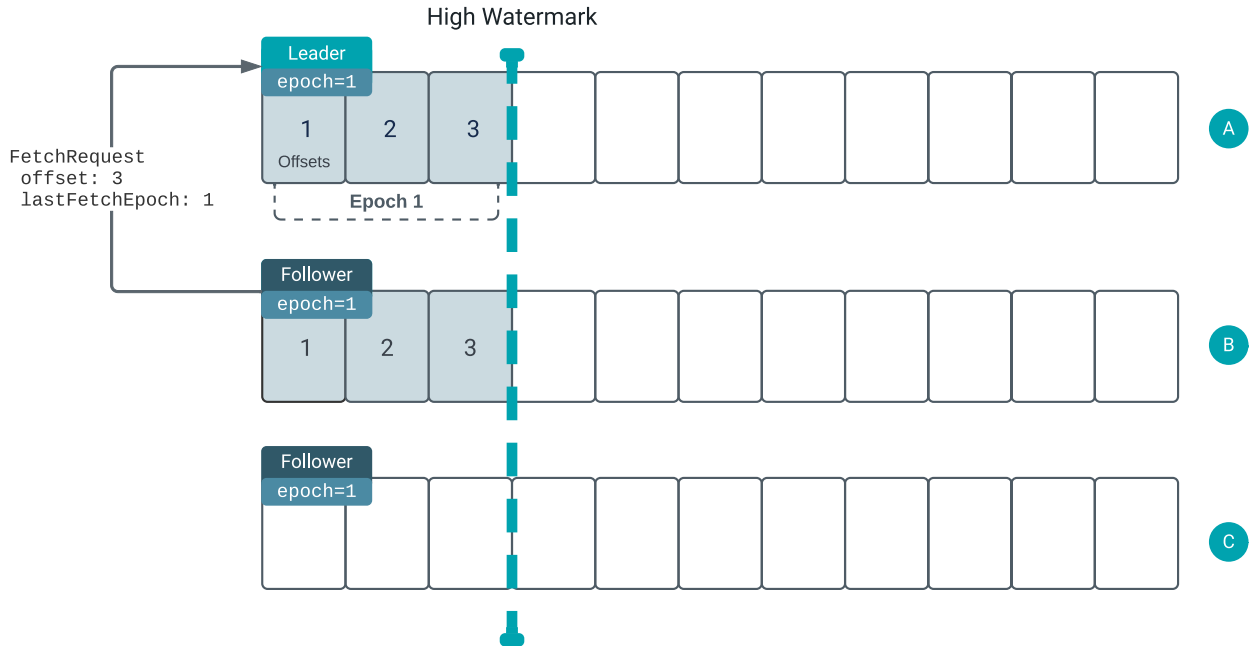 High Watermark
Leader
epoch=1
1
2
3
Offsets
A
FetchRequest
offset: 3
lastFetchEpoch: 1
Epoch 1
Follower
epoch=1
1
2
3
B
Follower
epoch=1
C